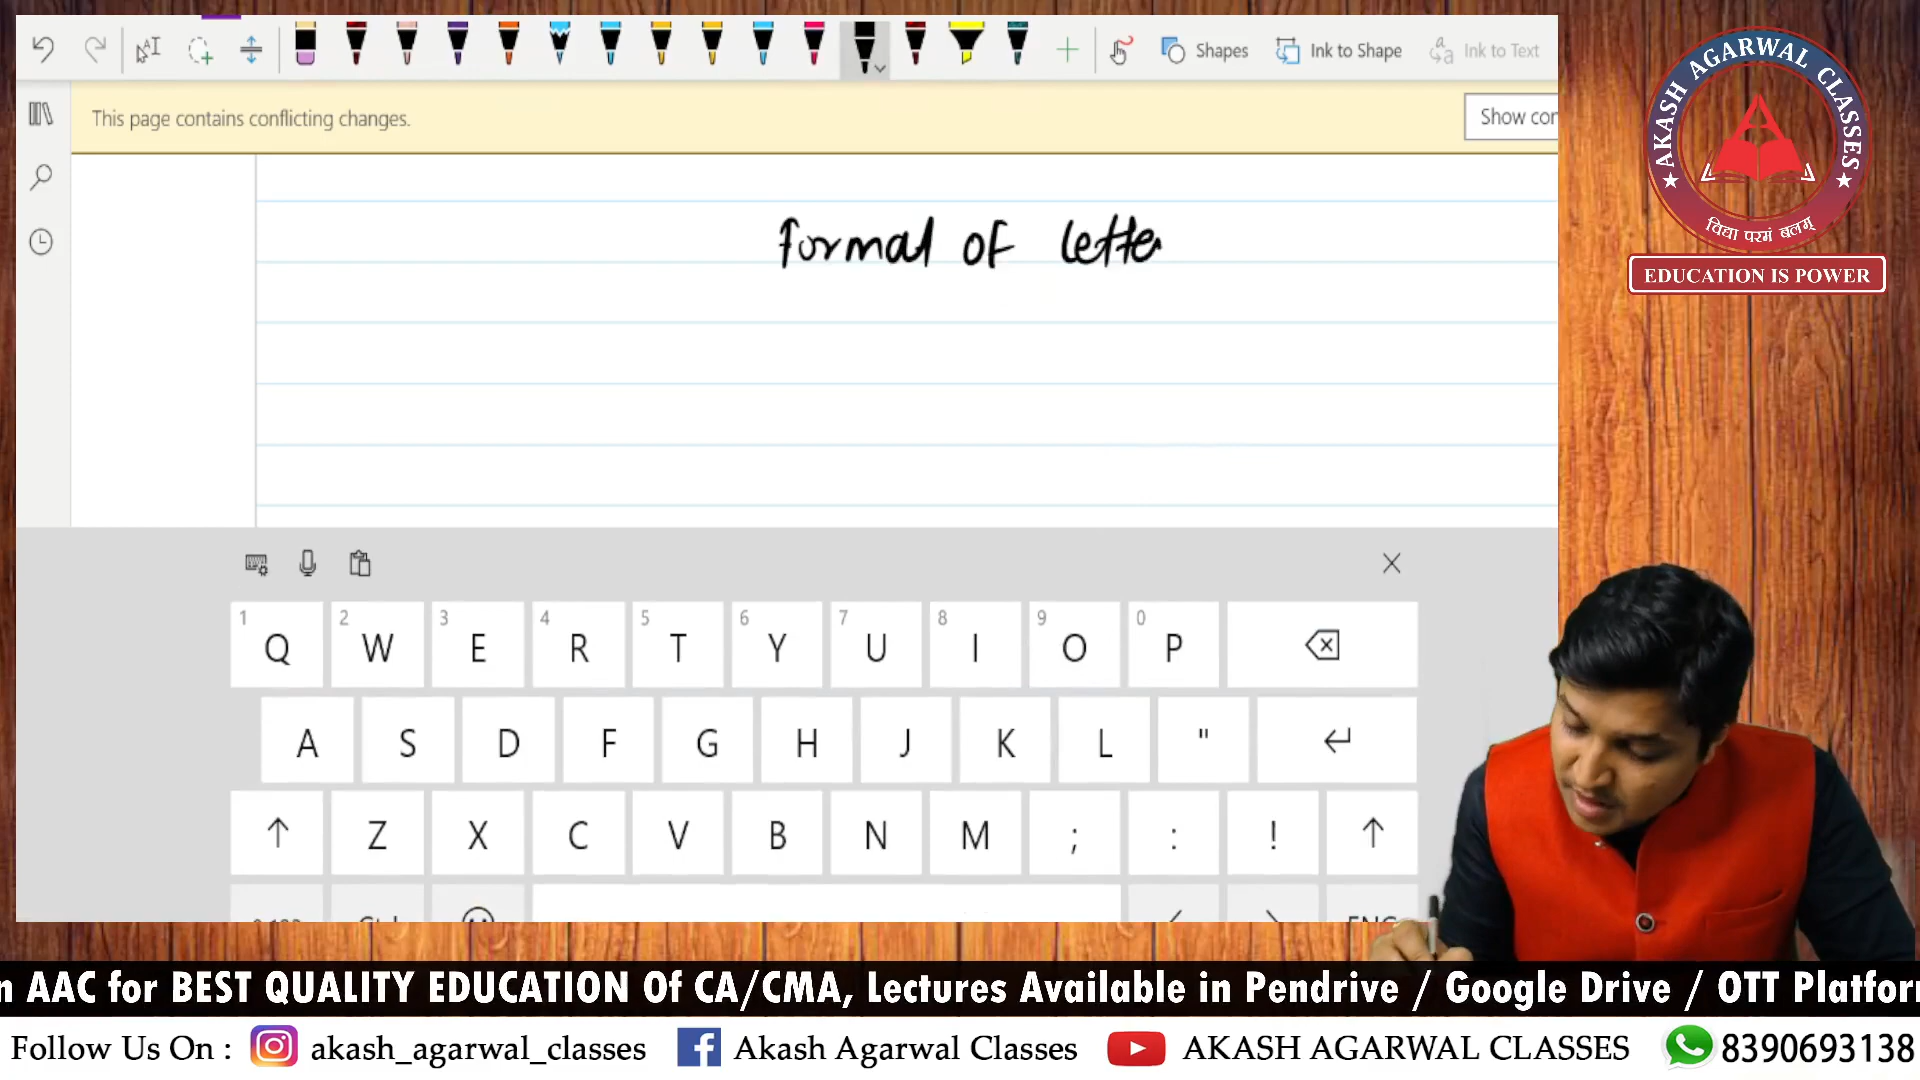 Shapes
Ink to Shape
Ink to Text
This page contains conflicting changes.
Show con
formal of lette
1 Q 2 W 3 E 4 R 5 T 6 Y 7 U 8 I 9 O 0 P
A S D F G H J K L "
Z X C V B N M ; : !
AKASH AGARWAL CLASSES
विद्या परमं बलम्
EDUCATION IS POWER
n AAC for BEST QUALITY EDUCATION Of CA/CMA, Lectures Available in Pendrive / Google Drive / OTT Platfor
Follow Us On : akash_agarwal_classes Akash Agarwal Classes AKASH AGARWAL CLASSES 8390693138